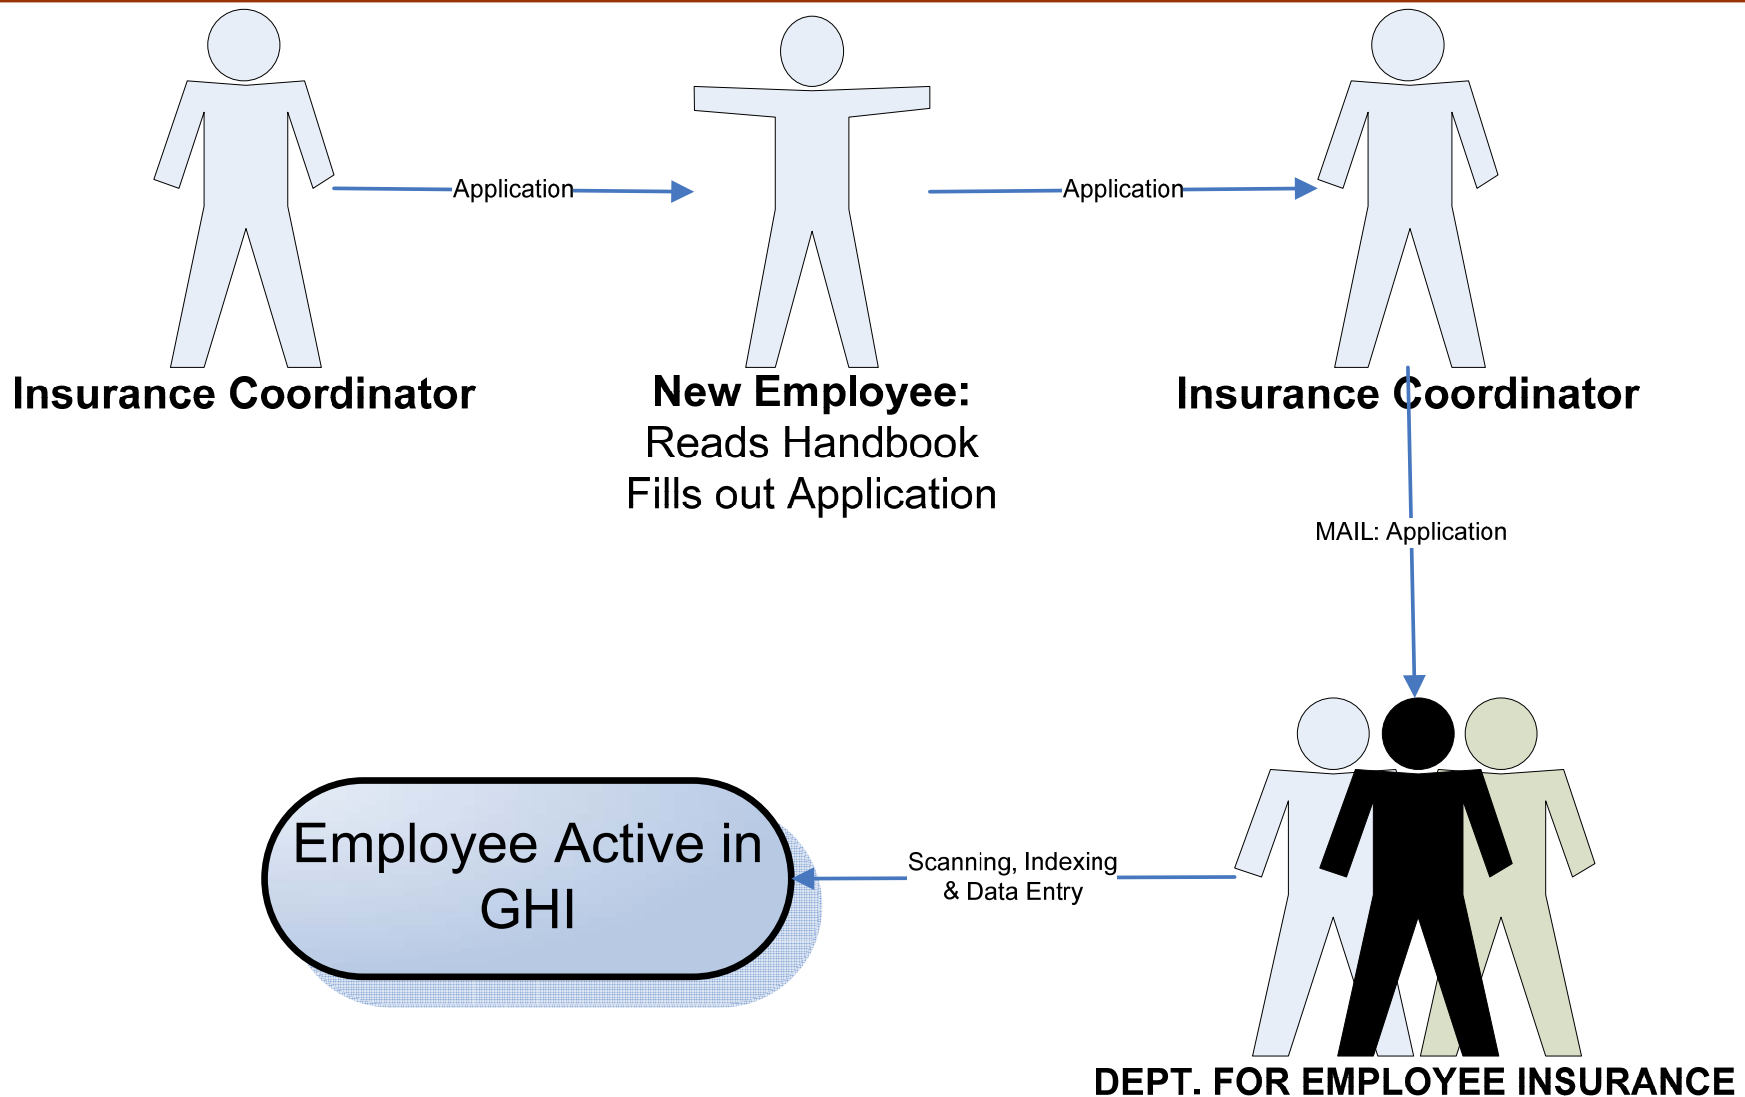 Application
Application
Insurance Coordinator
New Employee:
Reads Handbook
Fills out Application
Insurance Coordinator
MAIL: Application
Employee Active in
GHI
Scanning, Indexing
& Data Entry
DEPT. FOR EMPLOYEE INSURANCE